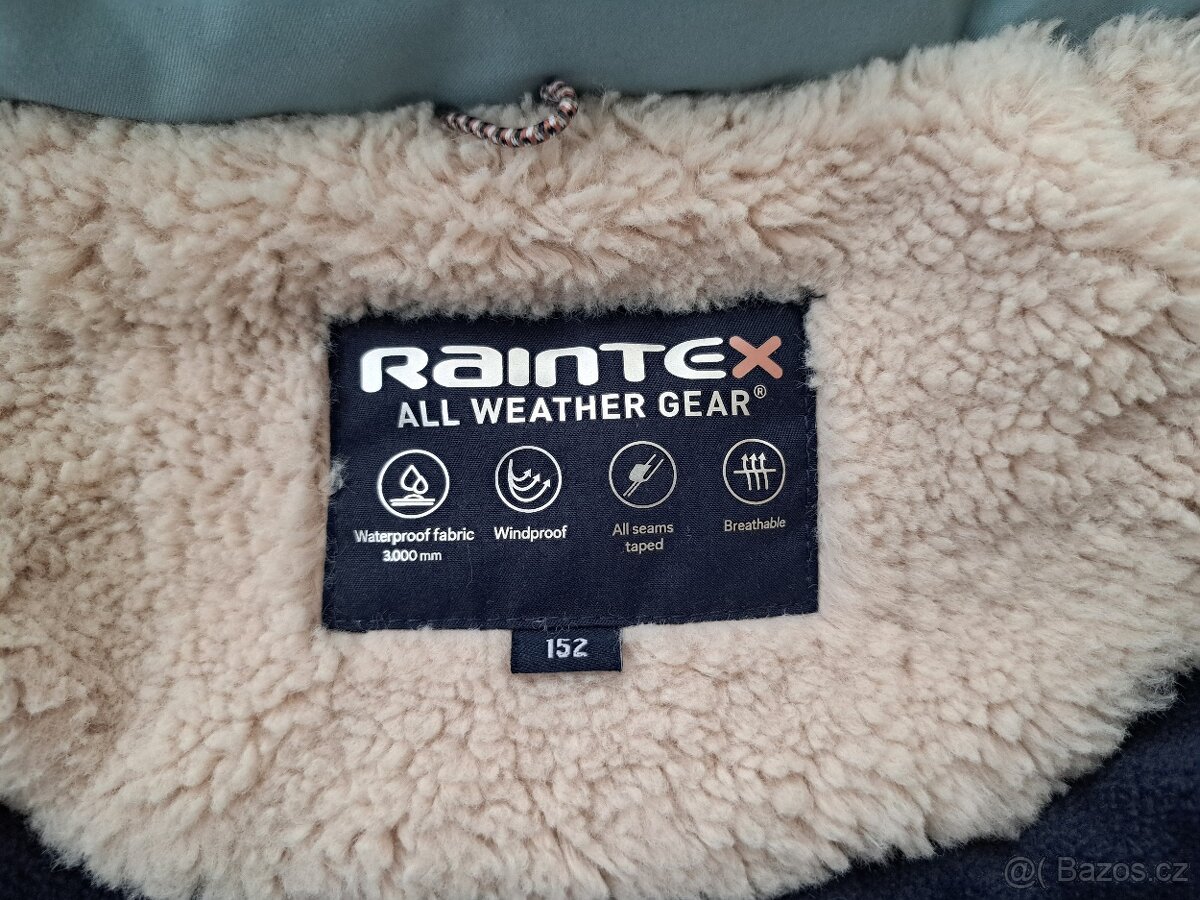 RAINTEX
ALL WEATHER GEAR®
Waterproof fabric
3.000 mm
Windproof
All seams
taped
Breathable
152
@( Bazos.cz